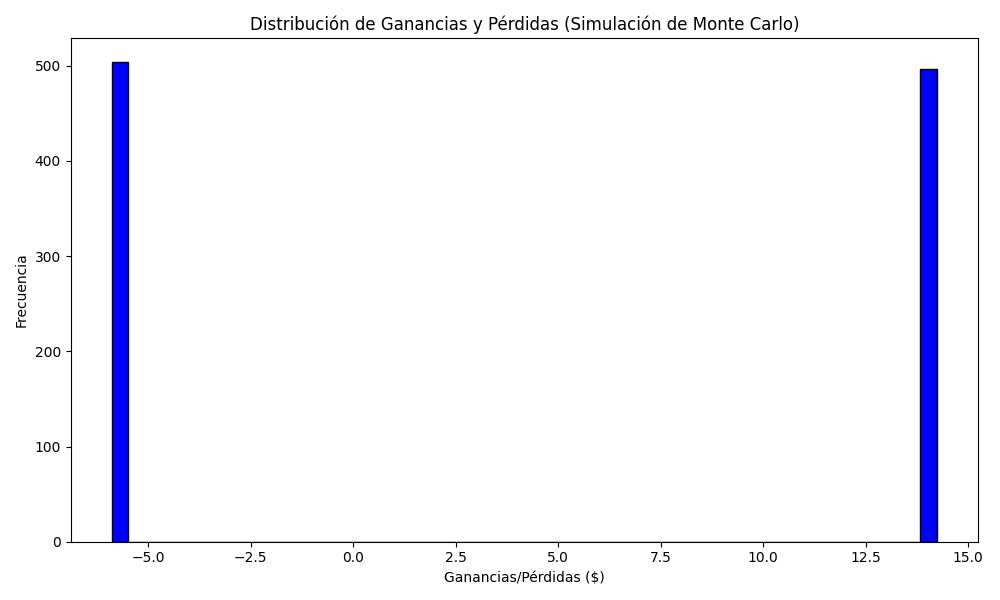 Distribución de Ganancias y Pérdidas (Simulación de Monte Carlo)
Frecuencia
500
400
300
200
100
0
−5.0 −2.5 0.0 2.5 5.0 7.5 10.0 12.5 15.0
Ganancias/Pérdidas ($)